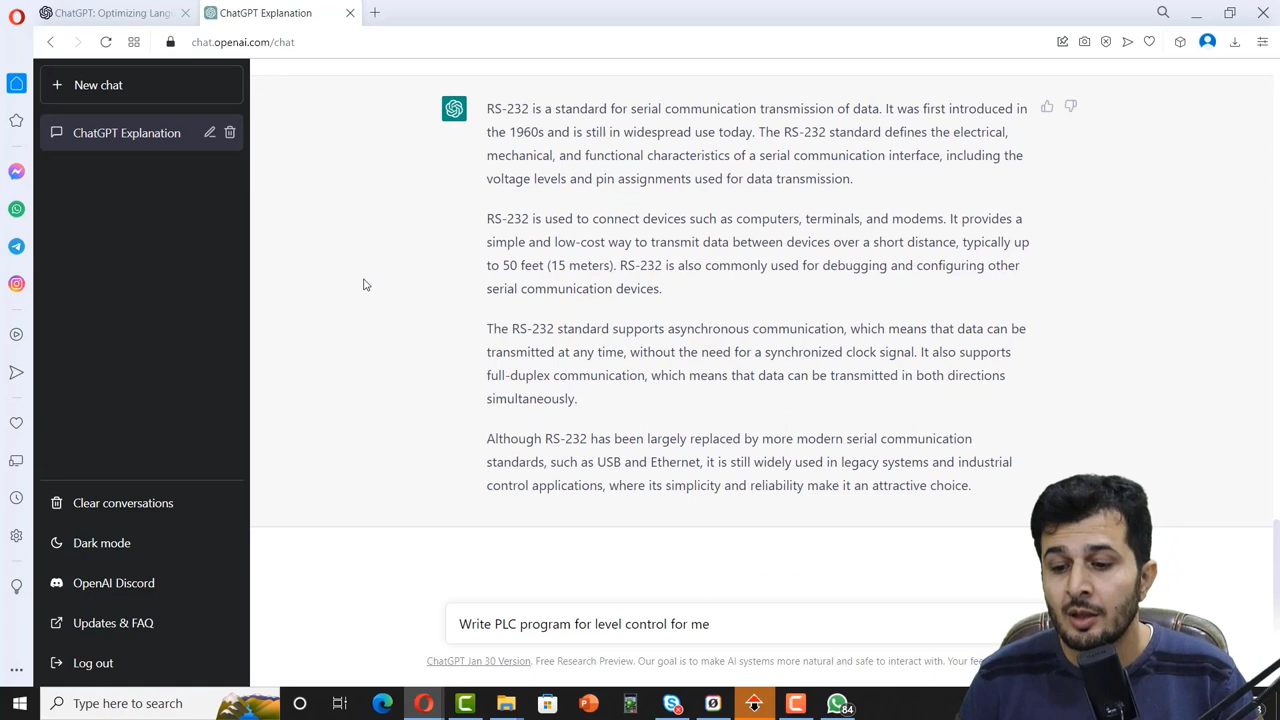 ChatGPT: Optimizing Lang
ChatGPT Explanation
chat.openai.com/chat
New chat
ChatGPT Explanation
RS-232 is a standard for serial communication transmission of data. It was first introduced in
the 1960s and is still in widespread use today. The RS-232 standard defines the electrical,
mechanical, and functional characteristics of a serial communication interface, including the
voltage levels and pin assignments used for data transmission.
RS-232 is used to connect devices such as computers, terminals, and modems. It provides a
simple and low-cost way to transmit data between devices over a short distance, typically up
to 50 feet (15 meters). RS-232 is also commonly used for debugging and configuring other
serial communication devices.
The RS-232 standard supports asynchronous communication, which means that data can be
transmitted at any time, without the need for a synchronized clock signal. It also supports
full-duplex communication, which means that data can be transmitted in both directions
simultaneously.
Although RS-232 has been largely replaced by more modern serial communication
standards, such as USB and Ethernet, it is still widely used in legacy systems and industrial
control applications, where its simplicity and reliability make it an attractive choice.
Clear conversations
Dark mode
OpenAI Discord
Updates & FAQ
Log out
Write PLC program for level control for me
ChatGPT Jan 30 Version. Free Research Preview. Our goal is to make AI systems more natural and safe to interact with. Your fee
Type here to search
84